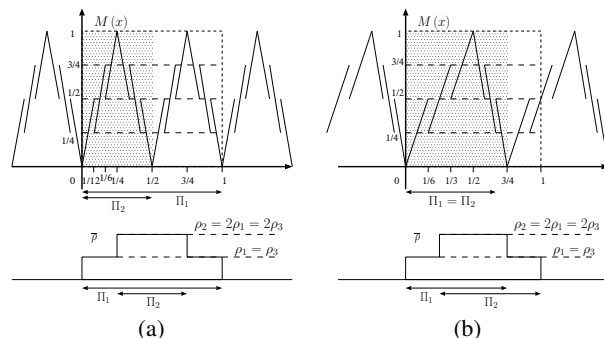 M (x)
1
3/4
1/2
1/4
0
1/12
1/6
1/4
1/2
3/4
1
Π₂
Π₁
p̅
ρ₂ = 2ρ₁ = 2ρ₃
ρ₁ = ρ₃
Π₁
Π₂
(a)
M (x)
1
3/4
1/2
1/4
0
1/6
1/3
1/2
3/4
1
Π₁ = Π₂
p̅
ρ₂ = 2ρ₁ = 2ρ₃
ρ₁ = ρ₃
Π₁
Π₂
(b)